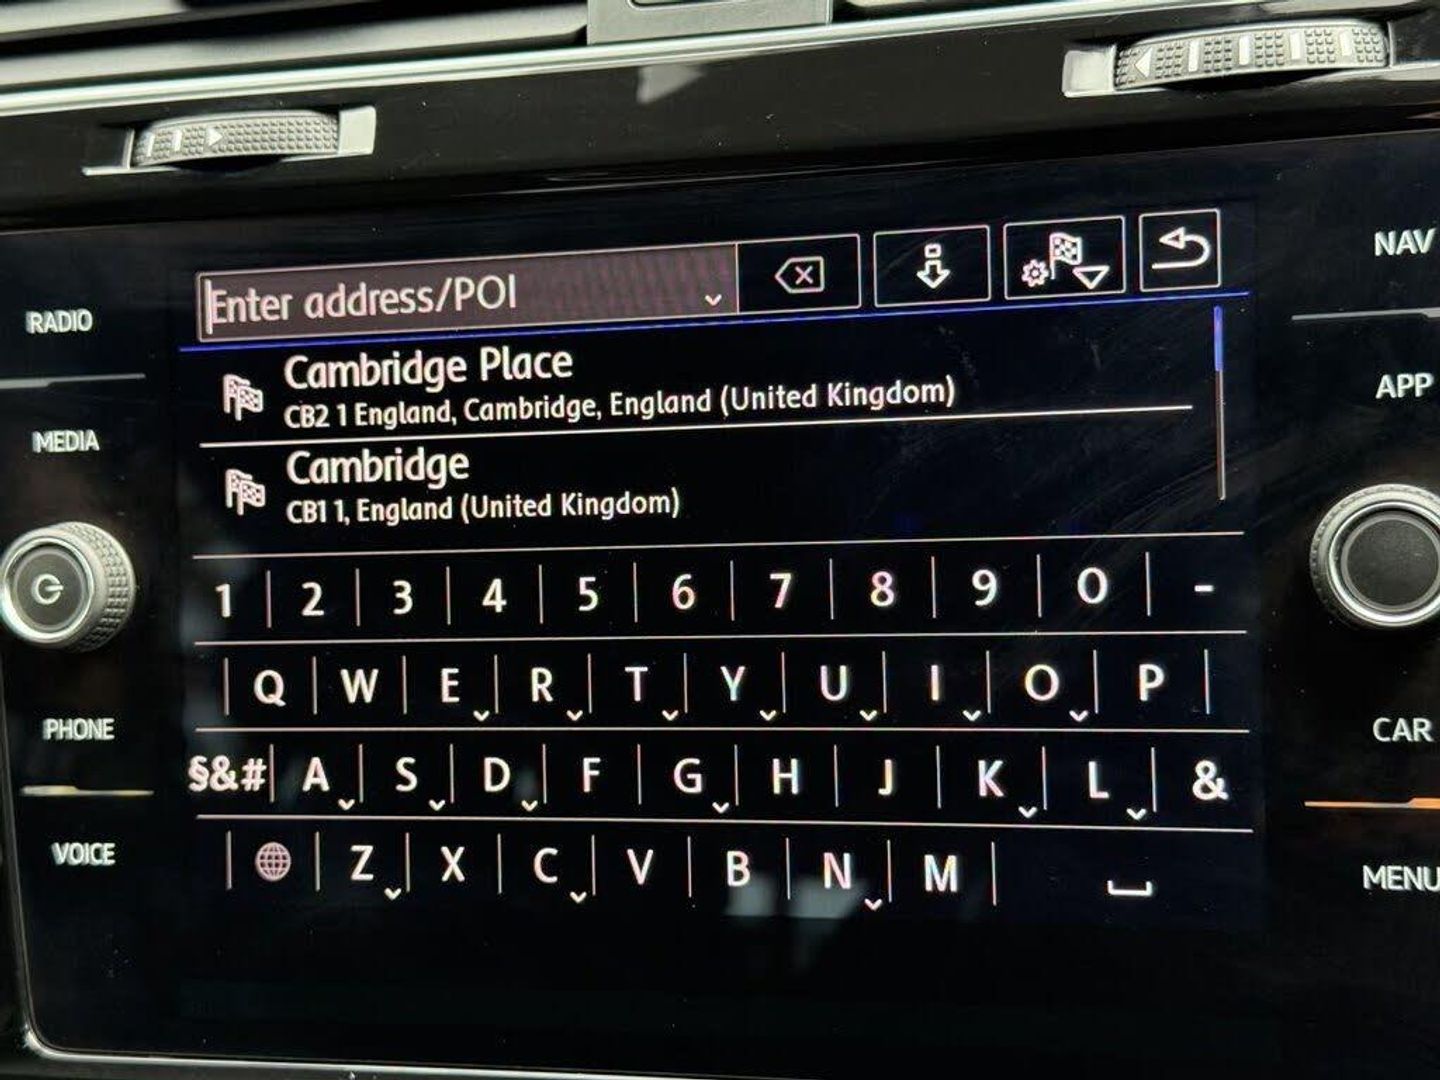 NAV
RADIO
Enter address/POI
APP
Cambridge Place
CB2 1 England, Cambridge, England (United Kingdom)
MEDIA
Cambridge
CB1 1, England (United Kingdom)
1 2 3 4 5 6 7 8 9 0 -
Q W E R T Y U I O P
PHONE
CAR
§&# A S D F G H J K L &
VOICE
Z X C V B N M
MENU